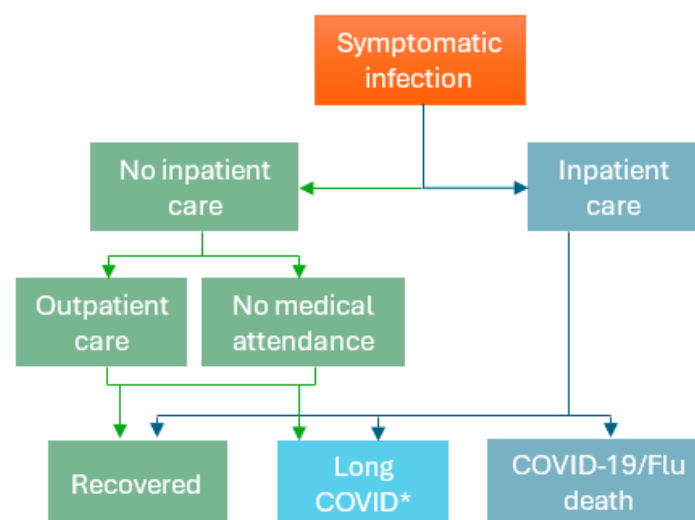 Symptomatic
infection
No inpatient
care
Inpatient
care
Outpatient
care
No medical
attendance
Recovered
Long
COVID*
COVID-19/Flu
death